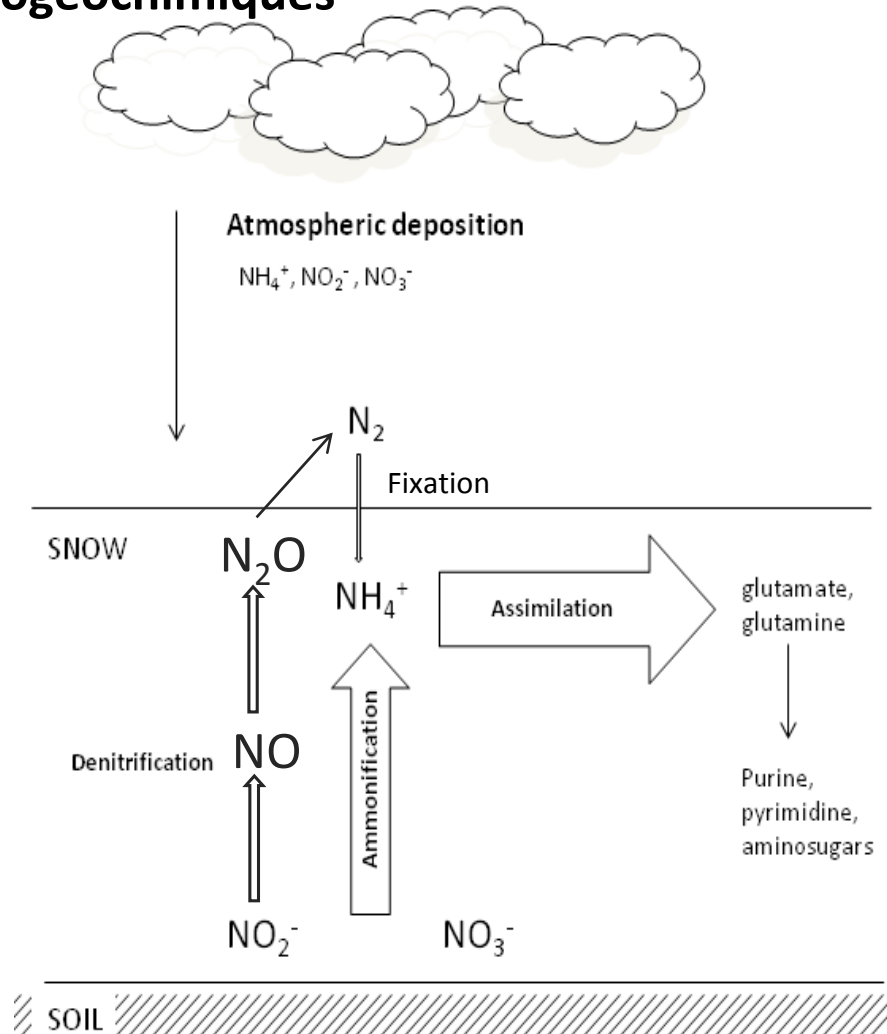 ogéochimiques
Atmospheric deposition
NH₄⁺, NO₂⁻, NO₃⁻
N₂
Fixation
SNOW
N₂O
NH₄⁺
Assimilation
glutamate,
glutamine
Ammonification
Denitrification
NO
Purine,
pyrimidine,
aminosugars
NO₂⁻
NO₃⁻
SOIL